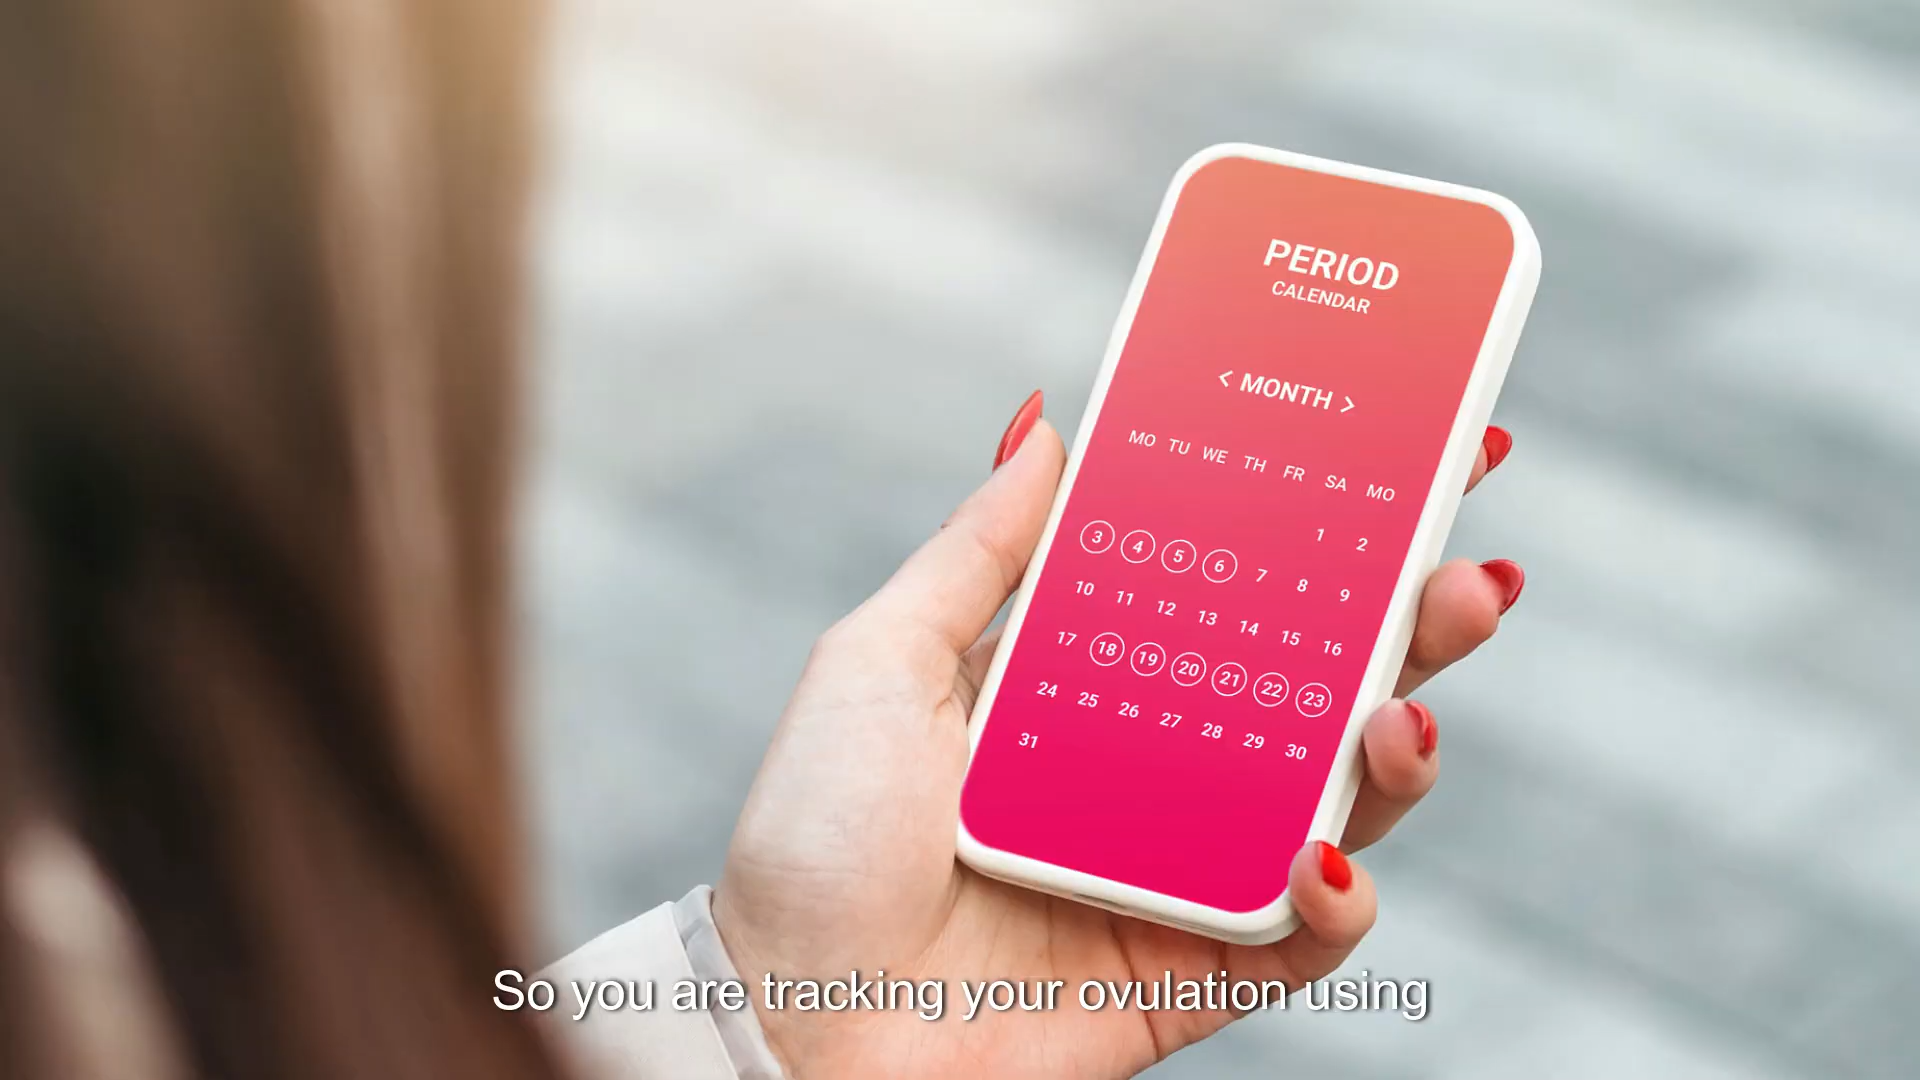 PERIOD
CALENDAR
< MONTH >
MO TU WE TH FR SA MO
1 2
3 4 5 6 7 8 9
10 11 12 13 14 15 16
17 18 19 20 21 22 23
24 25 26 27 28 29 30
31
So you are tracking your ovulation using